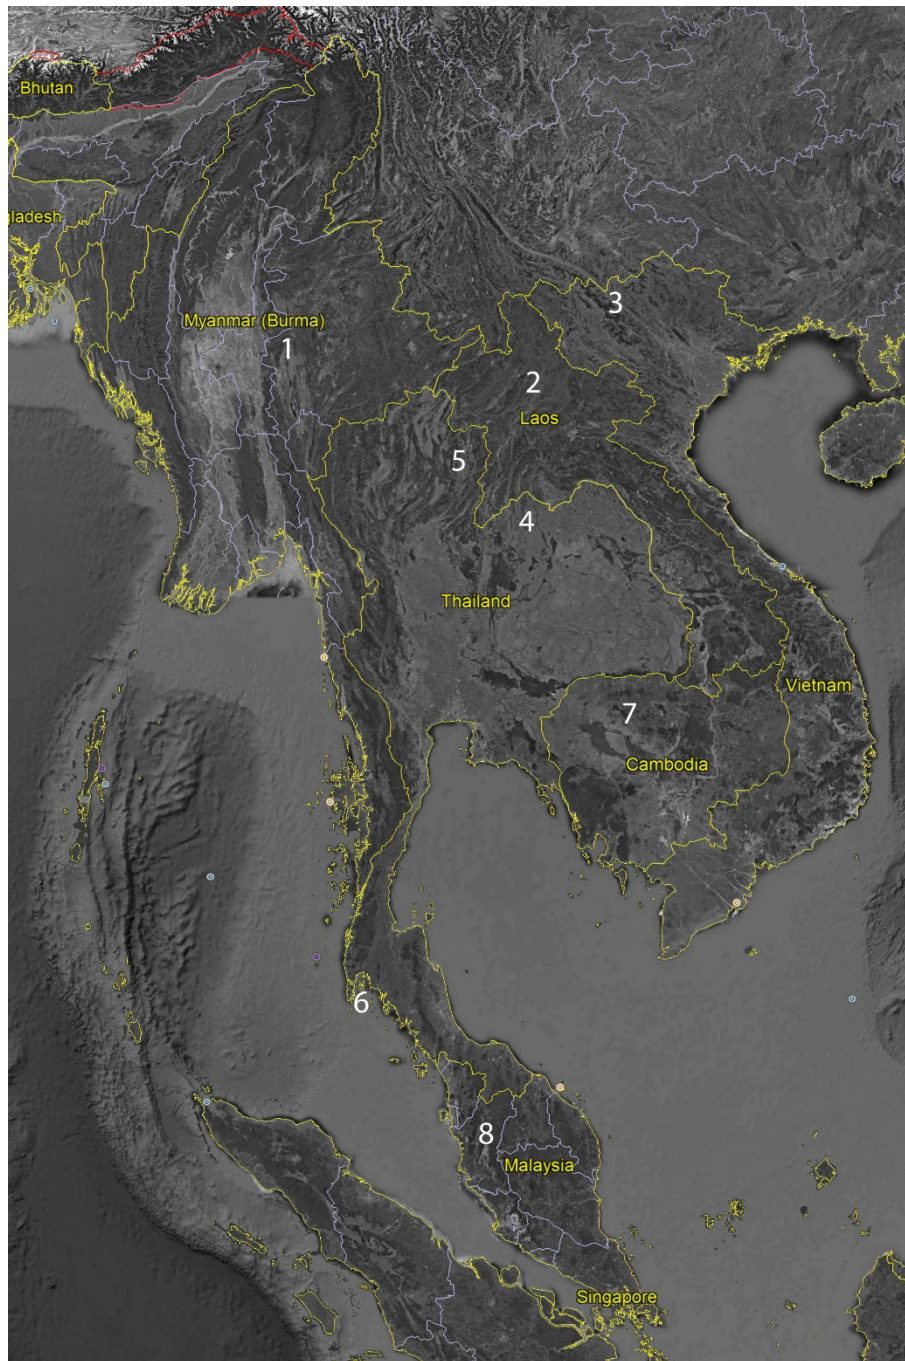 Bhutan
gladesh
3
Myanmar (Burma)
1
2
Laos
5
4
Thailand
Vietnam
7
Cambodia
6
8
Malaysia
Singapore